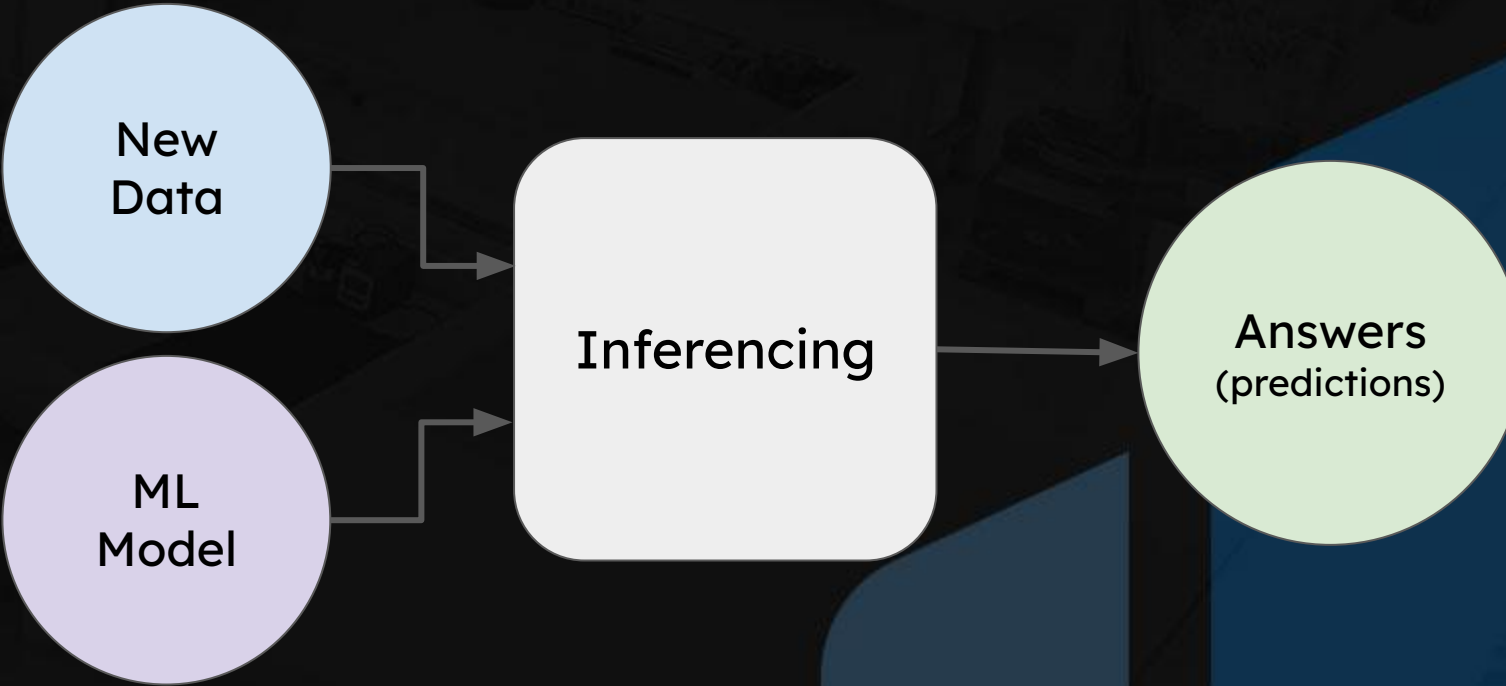 New
Data
ML
Model
Inferencing
Answers
(predictions)